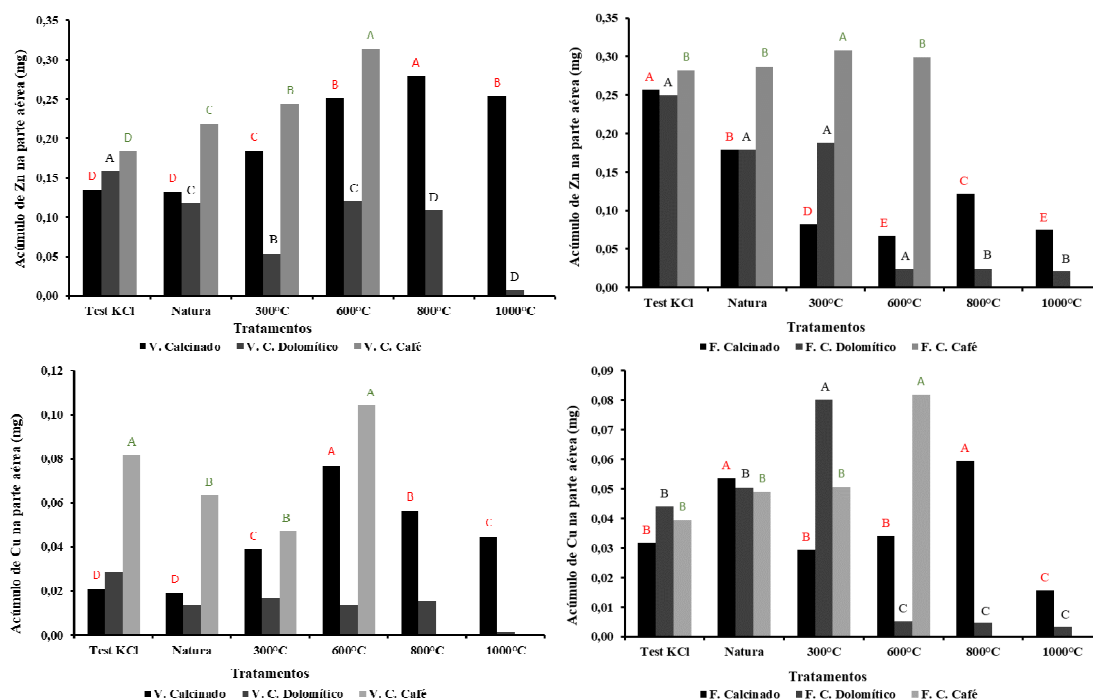 Acúmulo de Zn na parte aérea (mg)
0,35
0,30
0,25
0,20
0,15
0,10
0,05
0,00
D A D
D C C
C B B
B C A
A D
B D
Test KCl Natura 300°C 600°C 800°C 1000°C
Tratamentos
V. Calcinado V. C. Dolomítico V. C. Café
Acúmulo de Zn na parte aérea (mg)
0,35
0,30
0,25
0,20
0,15
0,10
0,05
0,00
A A B
B A B
D A A
E A B
C B
E B
Test KCl Natura 300°C 600°C 800°C 1000°C
Tratamentos
F. Calcinado F. C. Dolomítico F. C. Café
Acúmulo de Cu na parte aérea (mg)
0,12
0,10
0,08
0,06
0,04
0,02
0,00
D A
D B
C B
A A
B
C
Test KCl Natura 300°C 600°C 800°C 1000°C
Tratamentos
V. Calcinado V. C. Dolomítico V. C. Café
Acúmulo de Cu na parte aérea (mg)
0,09
0,08
0,07
0,06
0,05
0,04
0,03
0,02
0,01
0,00
B B B
A B B
B A B
B C A
A C
C C
Test KCl Natura 300°C 600°C 800°C 1000°C
Tratamentos
F. Calcinado F. C. Dolomítico F. C. Café